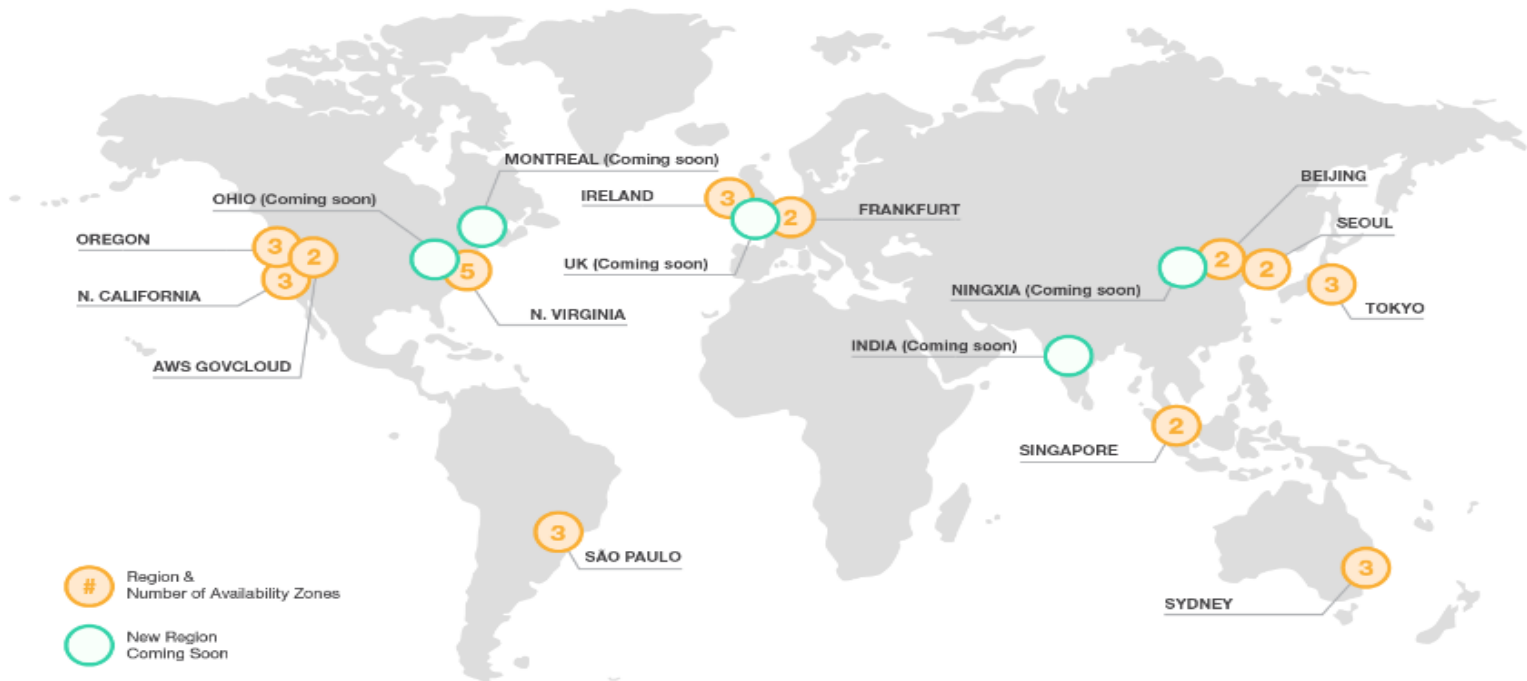 MONTREAL (Coming soon)
BEIJING
IRELAND
3
OHIO (Coming soon)
2
FRANKFURT
SEOUL
OREGON
3
2
UK (Coming soon)
2
2
5
N. CALIFORNIA
3
NINGXIA (Coming soon)
3
TOKYO
N. VIRGINIA
INDIA (Coming soon)
AWS GOVCLOUD
2
SINGAPORE
3
SÃO PAULO
3
SYDNEY
#
Region &
Number of Availability Zones
New Region
Coming Soon